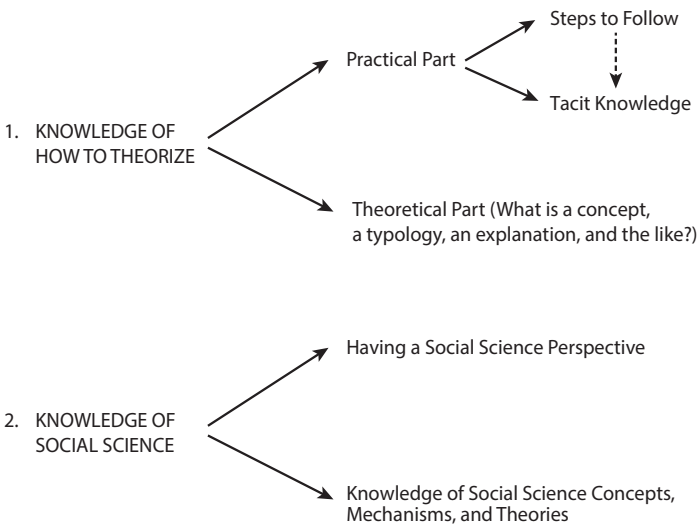 Steps to Follow
Practical Part
Tacit Knowledge
1. KNOWLEDGE OF
HOW TO THEORIZE
Theoretical Part (What is a concept,
a typology, an explanation, and the like?)
Having a Social Science Perspective
2. KNOWLEDGE OF
SOCIAL SCIENCE
Knowledge of Social Science Concepts,
Mechanisms, and Theories